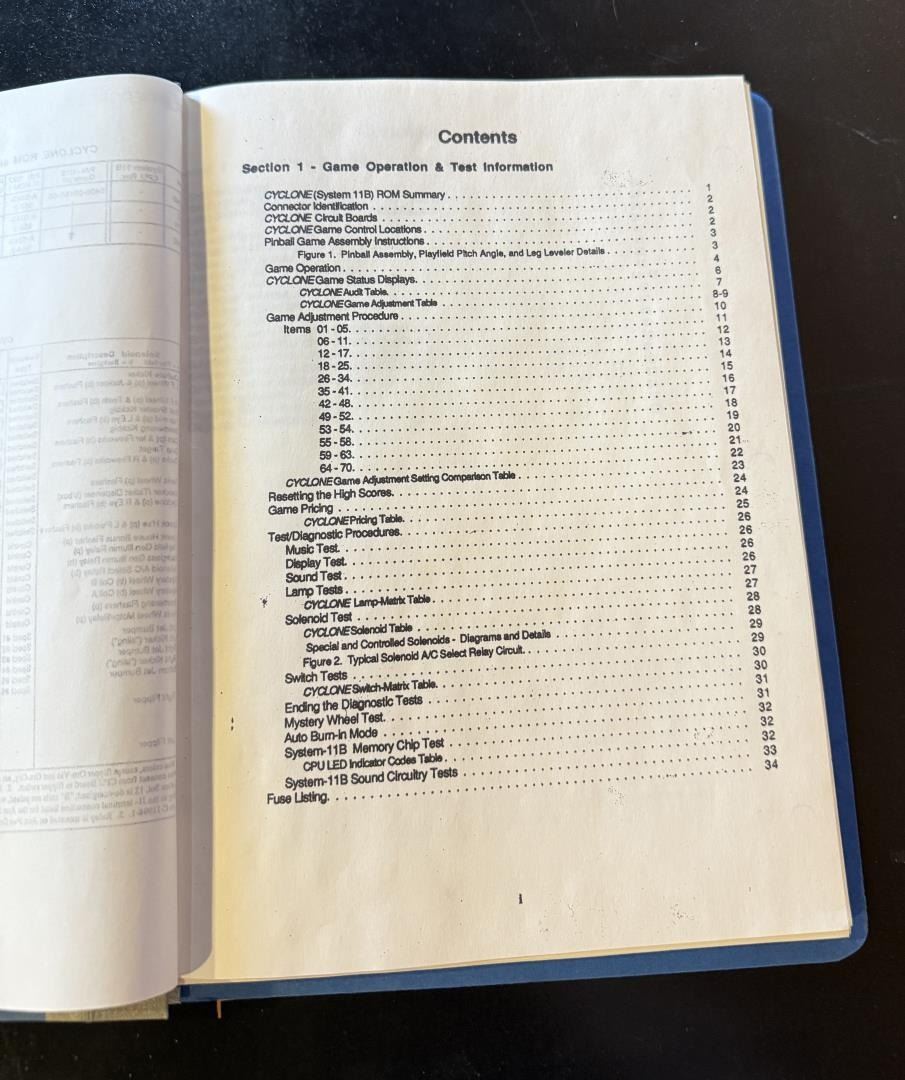 Contents
Section 1 - Game Operation & Test Information
CYCLONE (System 11B) ROM Summary . . . . 1
Connector Identification . . . . 2
CYCLONE Circuit Boards . . . . 2
CYCLONE Game Control Locations . . . . 2
Pinball Game Assembly Instructions . . . . 3
Figure 1. Pinball Assembly, Playfield Pitch Angle, and Leg Leveler Details . . . . 3
Game Operation . . . . 4
CYCLONE Game Status Displays. . . . 6
CYCLONE Audit Table. . . . 7
CYCLONE Game Adjustment Table . . . . 8-9
Game Adjustment Procedure . . . . 10
Items 01 - 05. . . . 11
06 - 11. . . . 12
12 - 17. . . . 13
18 - 25. . . . 14
26 - 34. . . . 15
35 - 41. . . . 16
42 - 48. . . . 17
49 - 52. . . . 18
53 - 54. . . . 19
55 - 58. . . . 20
59 - 63. . . . 21
64 - 70. . . . 22
CYCLONE Game Adjustment Setting Comparison Table . . . . 23
Resetting the High Scores. . . . 24
Game Pricing . . . . 24
CYCLONE Pricing Table. . . . 25
Test/Diagnostic Procedures. . . . 26
Music Test. . . . 26
Display Test. . . . 26
Sound Test . . . . 26
Lamp Tests . . . . 27
CYCLONE Lamp-Matrix Table . . . . 27
Solenoid Test . . . . 28
CYCLONE Solenoid Table . . . . 28
Special and Controlled Solenoids - Diagrams and Details . . . . 29
Figure 2. Typical Solenoid A/C Select Relay Circuit. . . . 29
Switch Tests . . . . 30
CYCLONE Switch-Matrix Table. . . . 30
Ending the Diagnostic Tests . . . . 31
Mystery Wheel Test. . . . 31
Auto Burn-In Mode . . . . 32
System-11B Memory Chip Test . . . . 32
CPU LED Indicator Codes Table . . . . 32
System-11B Sound Circuitry Tests . . . . 33
Fuse Listing. . . . 34
i